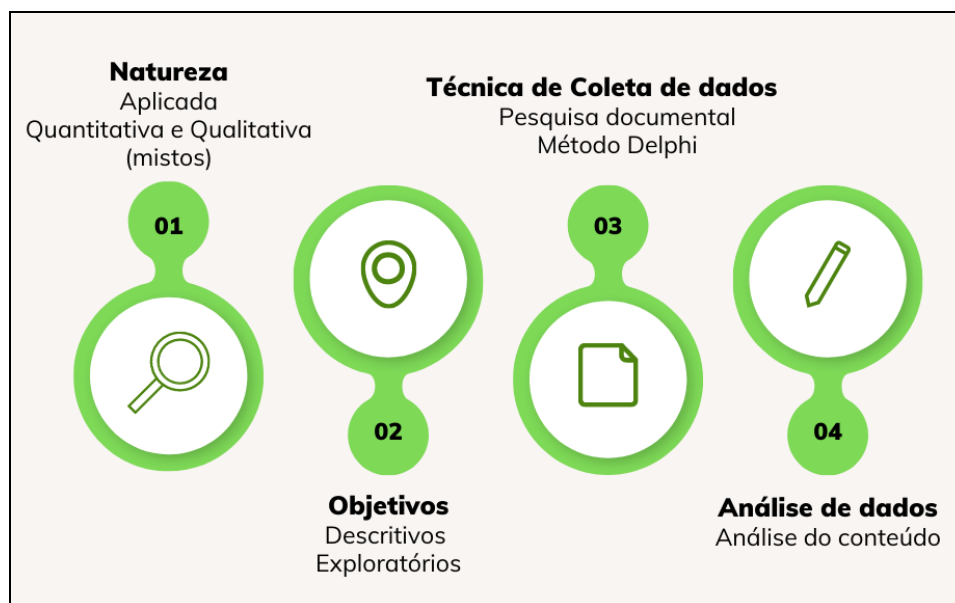 Natureza
Aplicada
Quantitativa e Qualitativa
(mistos)
01
02
Objetivos
Descritivos
Exploratórios
Técnica de Coleta de dados
Pesquisa documental
Método Delphi
03
04
Análise de dados
Análise do conteúdo